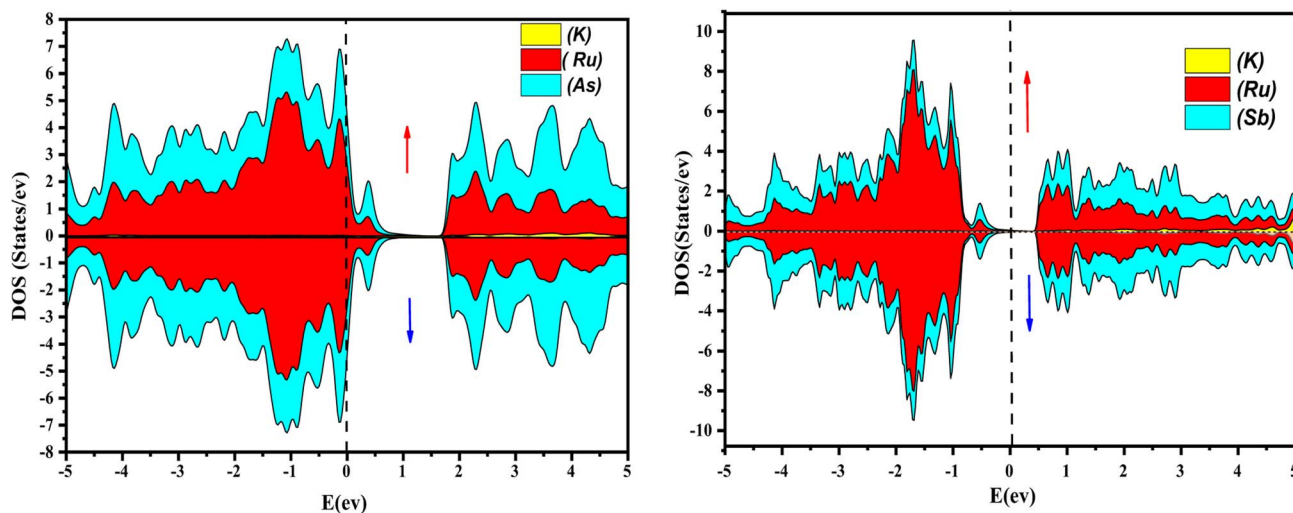 8
7
6
5
4
3
2
1
0
-1
-2
-3
-4
-5
-6
-7
-8
DOS (States/ev)
(K)
( Ru)
(As)
-5 -4 -3 -2 -1 0 1 2 3 4 5
E(ev)
10
8
6
4
2
0
-2
-4
-6
-8
-10
DOS(States/ev)
(K)
(Ru)
(Sb)
-5 -4 -3 -2 -1 0 1 2 3 4 5
E(ev)